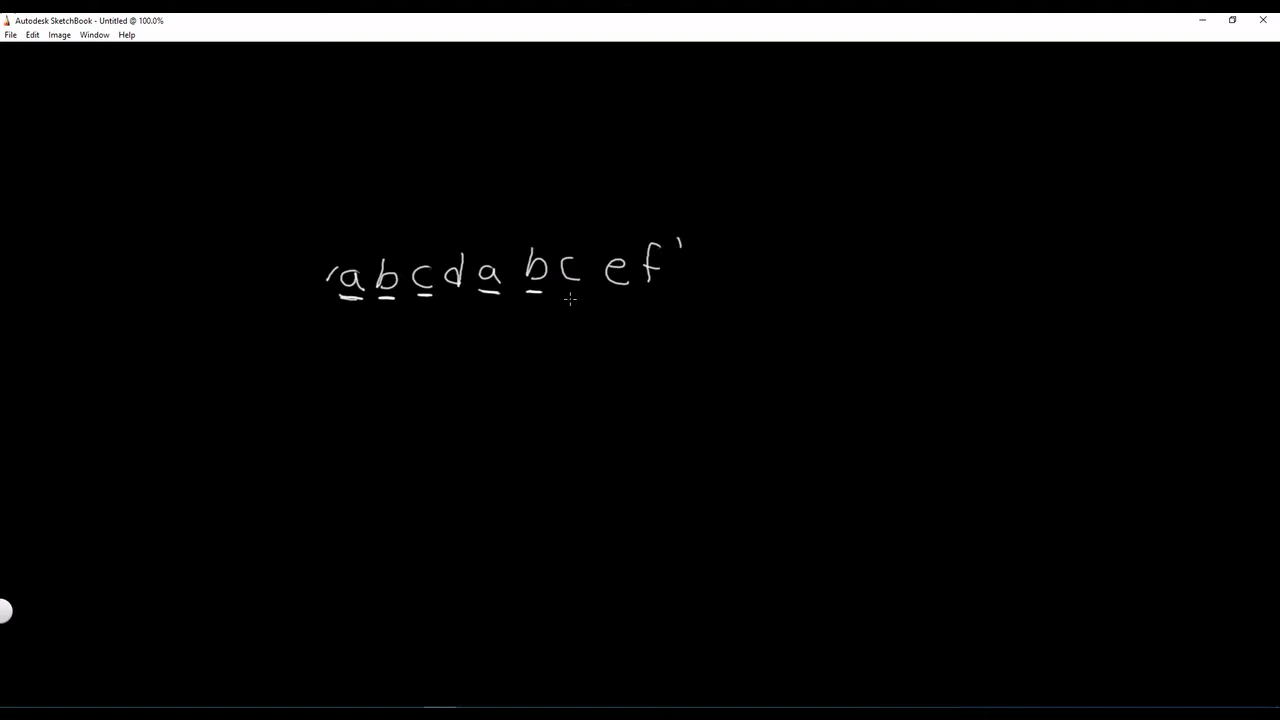 Autodesk SketchBook - Untitled @ 100.0%
File Edit Image Window Help
'abcdabcef'